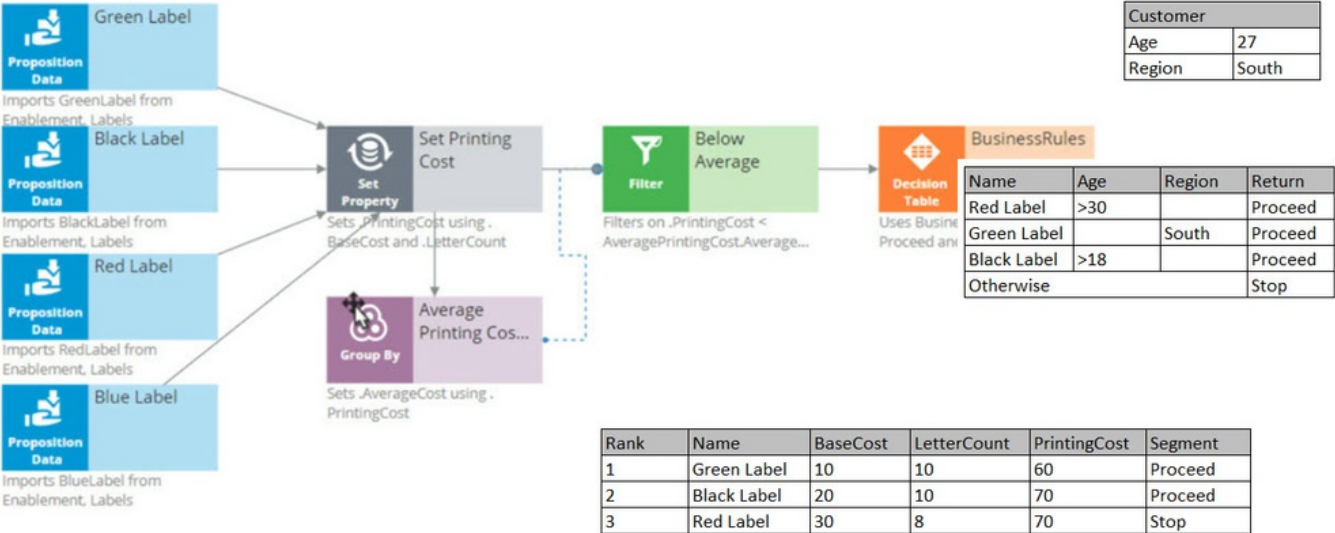 Green Label
Proposition
Data
Imports GreenLabel from
Enablement, Labels
Black Label
Proposition
Data
Imports BlackLabel from
Enablement, Labels
Red Label
Proposition
Data
Imports RedLabel from
Enablement, Labels
Blue Label
Proposition
Data
Imports BlueLabel from
Enablement, Labels
Set Printing
Cost
Set
Property
Sets .PrintingCost using .
BaseCost and .LetterCount
Average
Printing Cos...
Group By
Sets .AverageCost using .
PrintingCost
Below
Average
Filter
Filters on .PrintingCost <
AveragePrintingCost.Average...
BusinessRules
Decision
Table
Uses
Proceed
Customer
Age 27
Region South
Name Age Region Return
Red Label >30 Proceed
Green Label South Proceed
Black Label >18 Proceed
Otherwise Stop
Rank Name BaseCost LetterCount PrintingCost Segment
1 Green Label 10 10 60 Proceed
2 Black Label 20 10 70 Proceed
3 Red Label 30 8 70 Stop